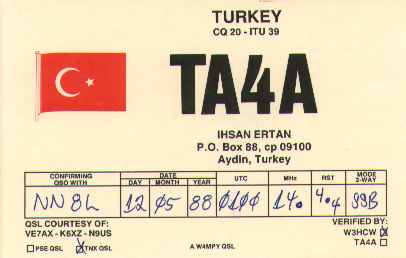 TURKEY
CQ 20 - ITU 39
TA4A
IHSAN ERTAN
P.O. Box 88, cp 09100
Aydin, Turkey
CONFIRMING QSO WITH DATE DAY MONTH YEAR UTC MHz RST MODE 2-WAY
NN8L 12 05 88 0100 14. 4.4 SSB
QSL COURTESY OF: VERIFIED BY:
VE7AX - K6XZ - N9US W3HCW
PSE QSL TNX QSL A W4MPY QSL TA4A